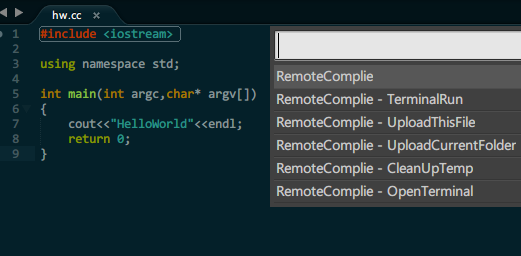 hw.cc ×
1 #include <iostream>
2
3 using namespace std;
4
5 int main(int argc,char* argv[])
6 {
7 cout<<"HelloWorld"<<endl;
8 return 0;
9 }
RemoteComplie
RemoteComplie - TerminalRun
RemoteComplie - UploadThisFile
RemoteComplie - UploadCurrentFolder
RemoteComplie - CleanUpTemp
RemoteComplie - OpenTerminal